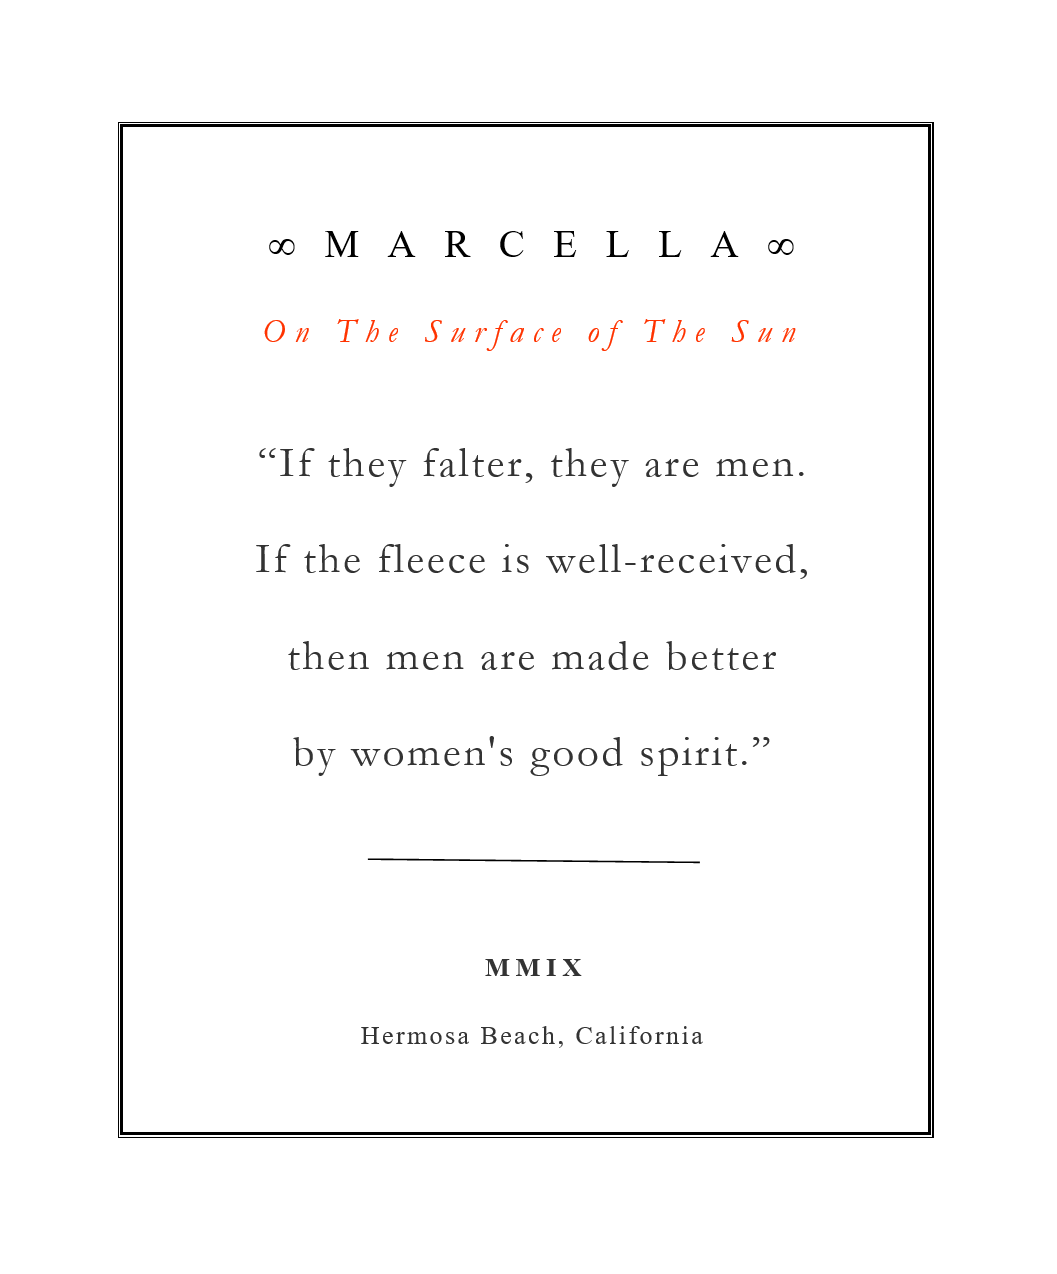 ∞ MARCELLA ∞
On The Surface of The Sun
“If they falter, they are men.
If the fleece is well-received,
then men are made better
by women's good spirit.”
MMIX
Hermosa Beach, California